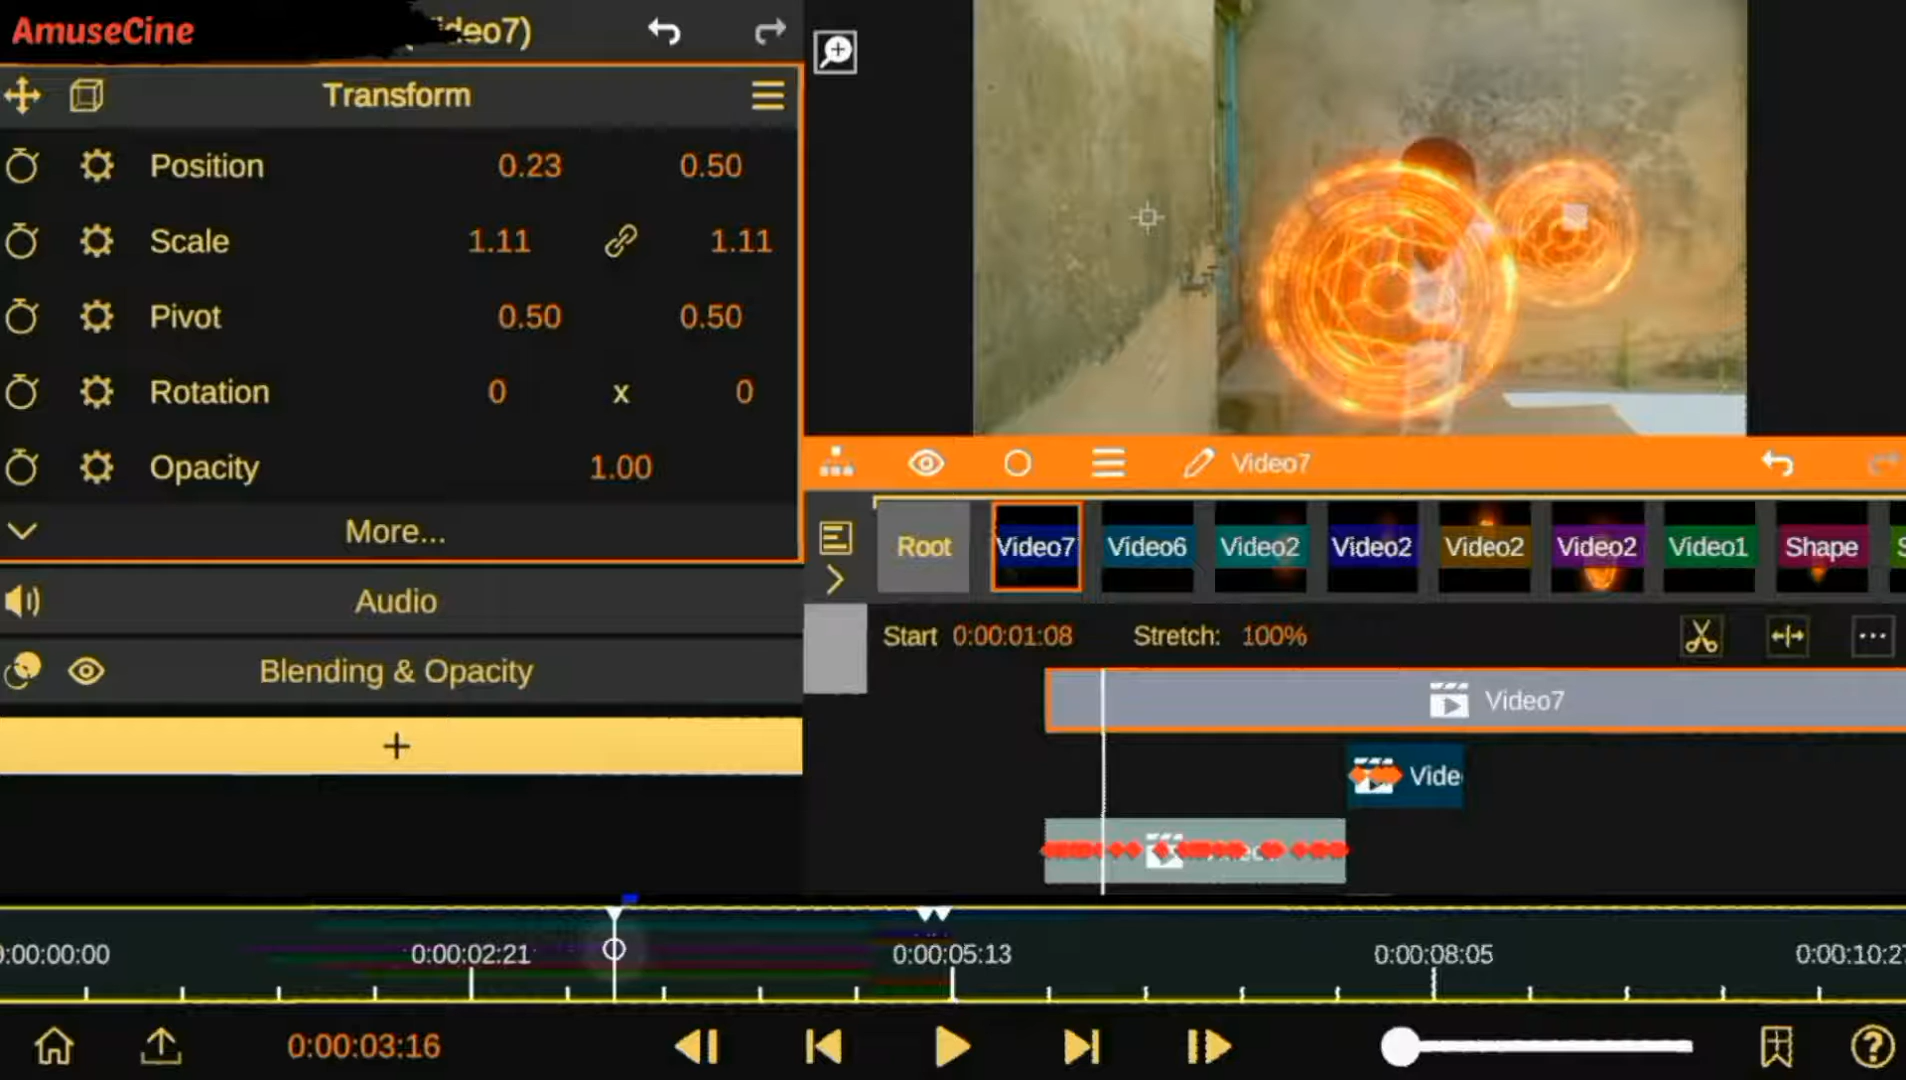 AmuseCine
deo7)
Transform
Position 0.23 0.50
Scale 1.11 1.11
Pivot 0.50 0.50
Rotation 0 x 0
Opacity 1.00
More...
Audio
Blending & Opacity
+
Video7
Root Video7 Video6 Video2 Video2 Video2 Video2 Video1 Shape S
Start 0:00:01:08 Stretch: 100%
Video7
Vide
0:00:00:00 0:00:02:21 0:00:05:13 0:00:08:05 0:00:10:27
0:00:03:16